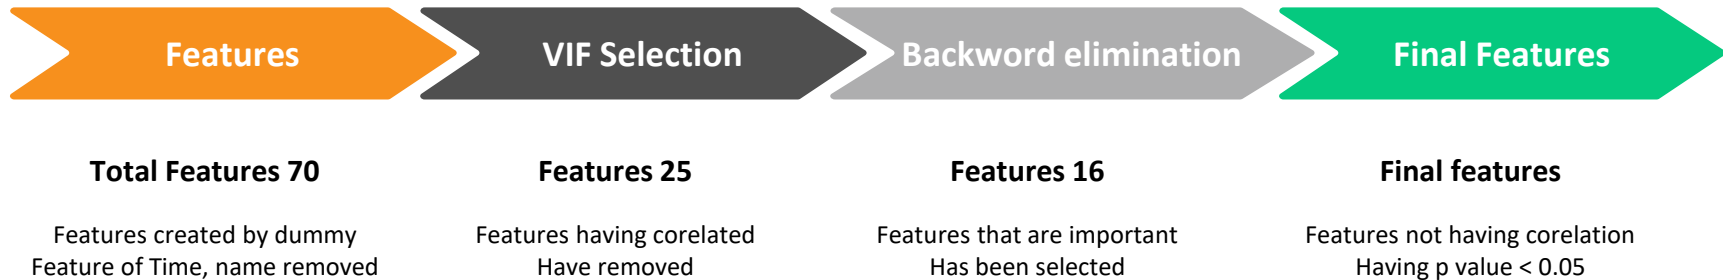 Features
VIF Selection
Backword elimination
Final Features
Total Features 70
Features 25
Features 16
Final features
Features created by dummy
Feature of Time, name removed
Features having corelated
Have removed
Features that are important
Has been selected
Features not having corelation
Having p value < 0.05